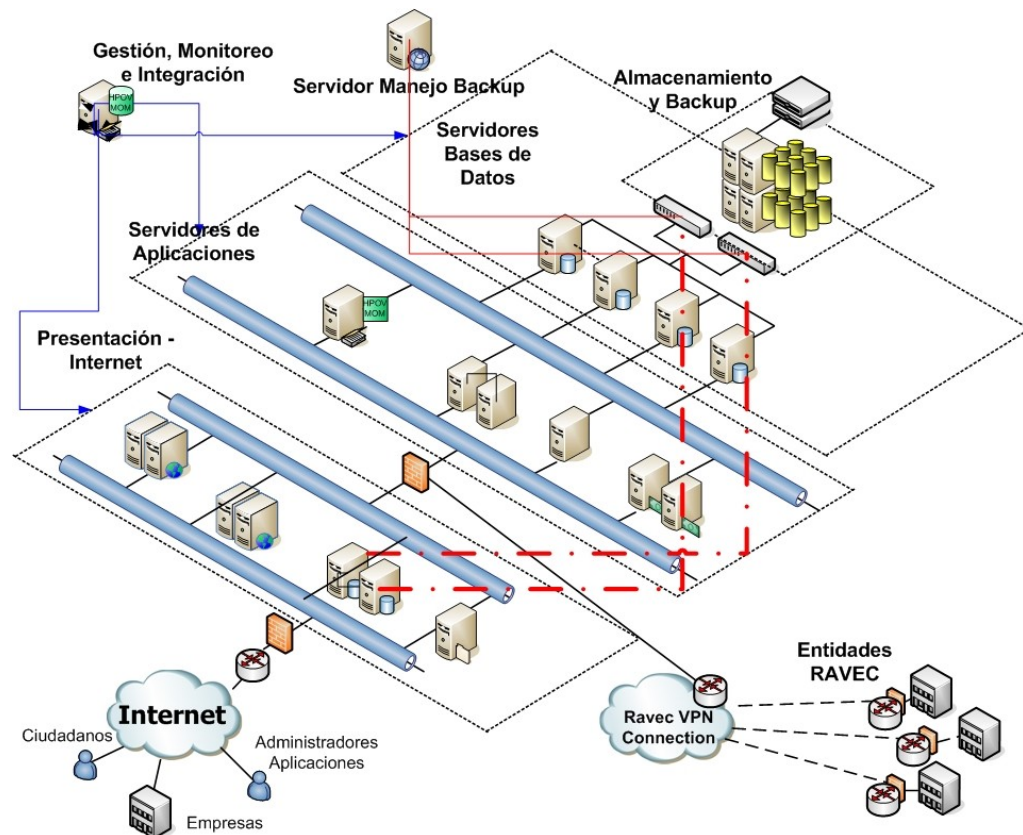 Gestión, Monitoreo
e Integración
HPOV
MOM
Servidor Manejo Backup
Almacenamiento
y Backup
Servidores
Bases de
Datos
Servidores de
Aplicaciones
HPOV
MOM
Presentación -
Internet
Internet
Ciudadanos
Administradores
Aplicaciones
Empresas
Ravec VPN
Connection
Entidades
RAVEC